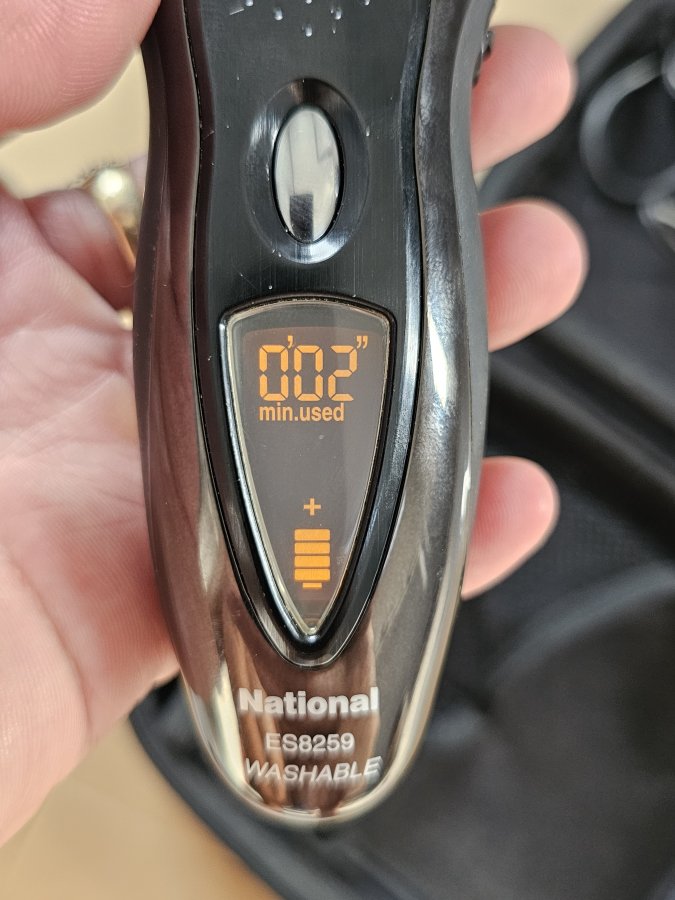 0'02"
min.used
+
National
ES8259
WASHABLE